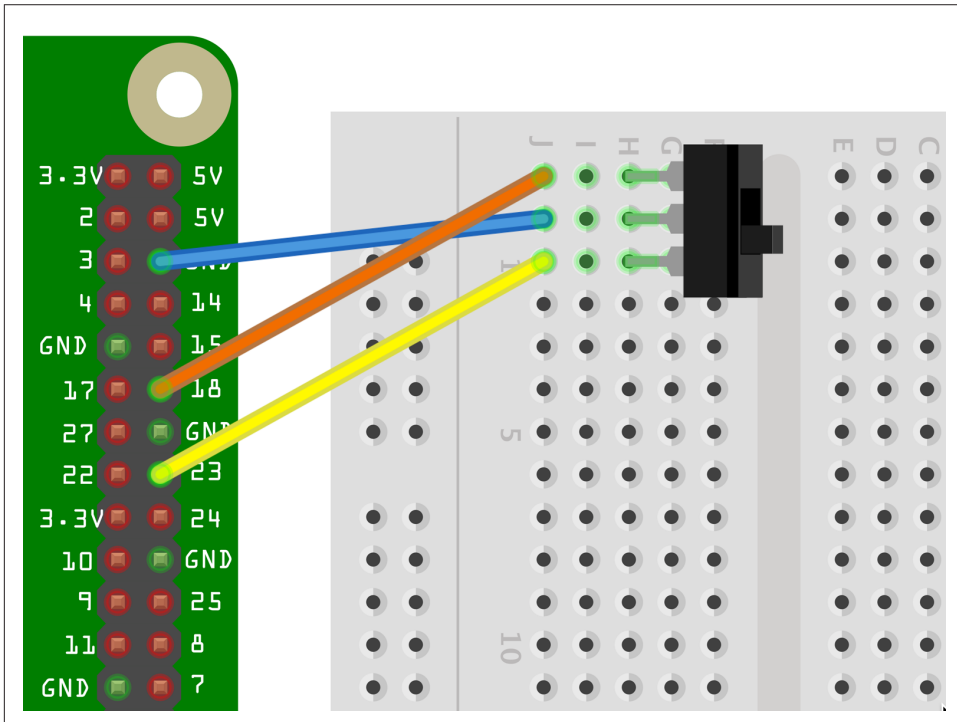 3.3V 5V
2 5V
3 GND
4 14
GND 15
17 18
27 GND
22 23
3.3V 24
10 GND
9 25
11 8
GND 7
J I H G F E D C
1
5
10